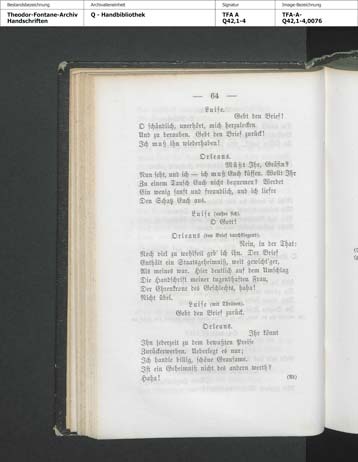 Bestandsbezeichnung
Archivalieneinheit
Signatur
Image-Bezeichnung
Theodor-Fontane-Archiv
Handschriften
Q - Handbibliothek
TFA A
Q42,1-4
TFA-A-
Q42,1-4,0076
— 64 —
Luise.
Gebt den Brief!
O schändlich, unerhört, mich herzulocken
Und zu berauben. Gebt den Brief zurück!
Ich muß ihn wiederhaben!
Orleans.
Müßt Ihr, Gräfin?
Nun seht, und ich — ich muß Euch küssen. Wollt Ihr
Zu einem Tausch Euch nicht bequemen? Werdet
Ein wenig sanft und freundlich, und ich liefre
Den Schatz Euch aus.
Luise (außer sich).
O Gott!
Orleans (den Brief durchfliegend).
Nein, in der That:
Noch viel zu wohlfeil geb' ich ihn. Der Brief
Enthält ein Staatsgeheimniß, weit gewicht'ger,
Als meines war. Hier deutlich auf dem Umschlag
Die Handschrift meiner tugendhaften Frau,
Der Ehrenkrone des Geschlechts, haha!
Nicht übel.
Luise (mit Thränen).
Gebt den Brief zurück.
Orleans.
Ihr könnt
Ihn jederzeit zu dem bewußten Preise
Zurückerwerben. Ueberlegt es nur;
Ich handle billig, schöne Grausame.
Ist ein Geheimniß nicht des andern werth?
Haha!
(Ab)